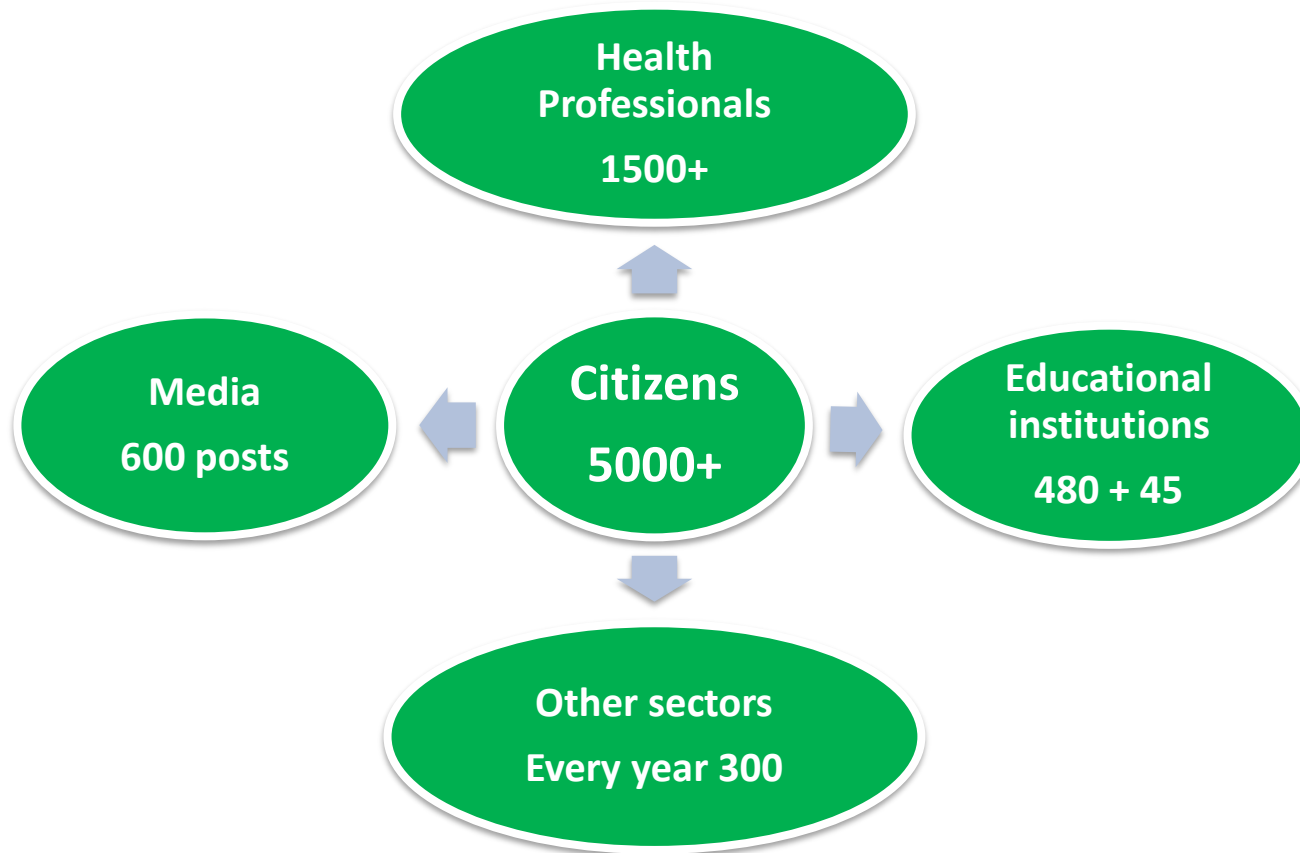 Health
Professionals
1500+
Media
600 posts
Citizens
5000+
Educational
institutions
480 + 45
Other sectors
Every year 300